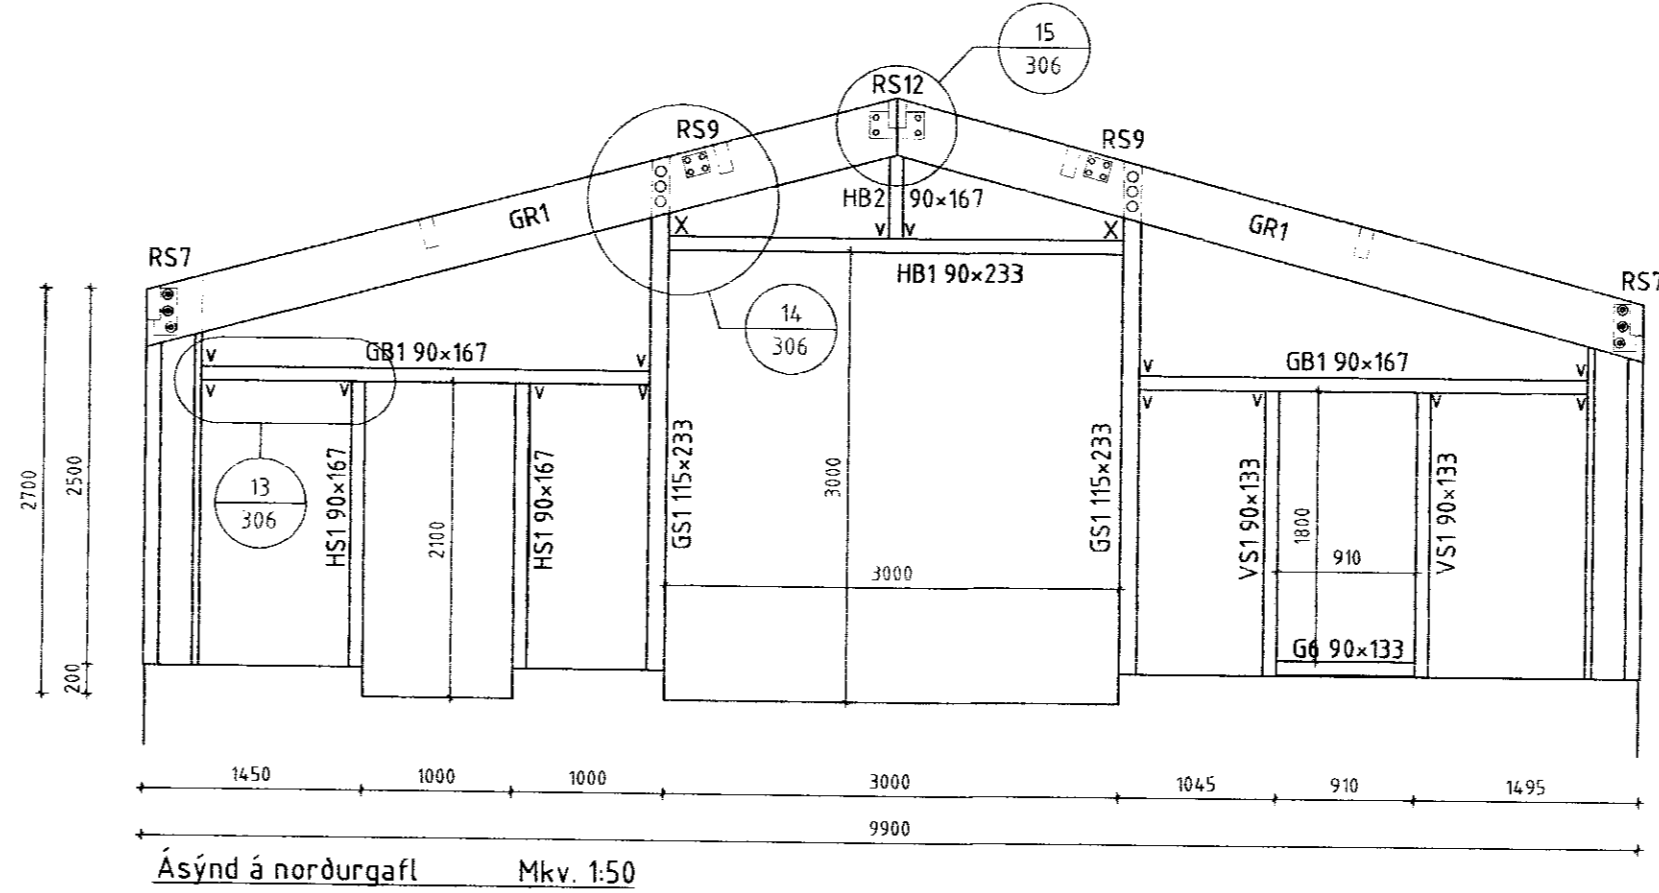 15
306
RS12
RS9
RS9
HB2 90×167
GR1
GR1
RS7
RS7
V V
X X
HB1 90×233
14
306
GB1 90×167
V V
GB1 90×167
V V
V V V V
V V V V
2700
2500
200
13
306
HS1 90×167
2100
HS1 90×167
GS1 115×233
3000
3000
GS1 115×233
VS1 90×133
1800
910
VS1 90×133
G6 90×133
1450 1000 1000 3000 1045 910 1495
9900
Ásýnd á norðurgafl Mkv. 1:50